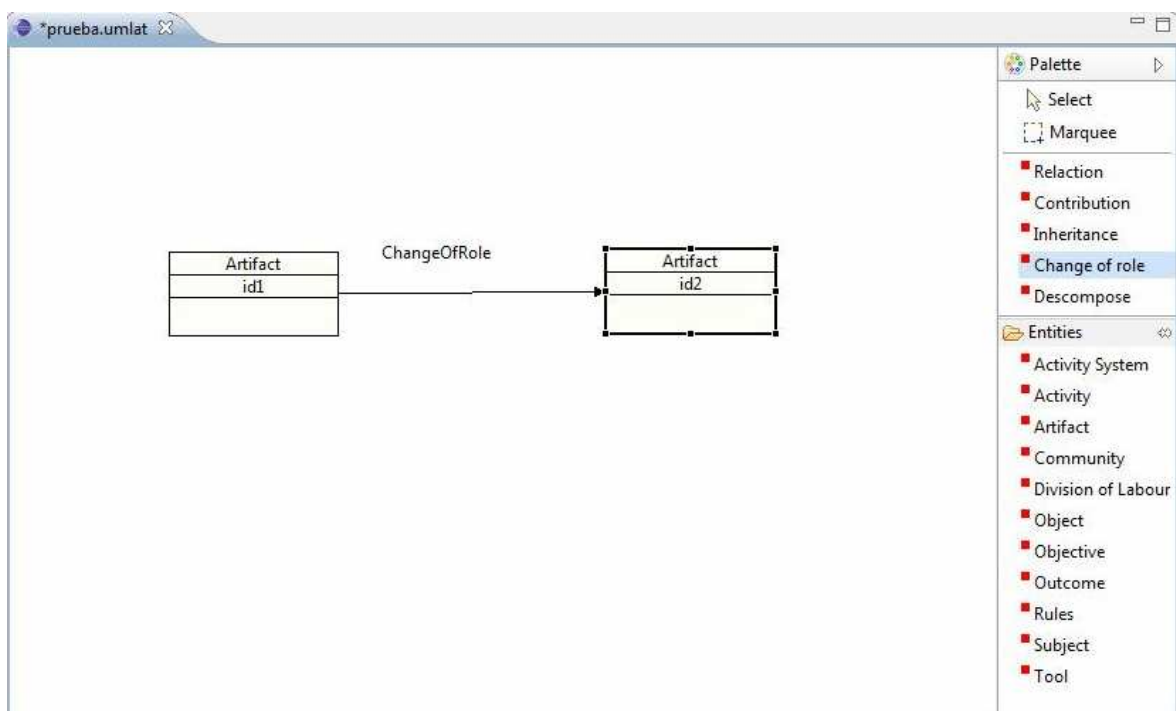 *prueba.umlat
Artifact
id1
ChangeOfRole
Artifact
id2
Palette
Select
Marquee
Relaction
Contribution
Inheritance
Change of role
Descompose
Entities
Activity System
Activity
Artifact
Community
Division of Labour
Object
Objective
Outcome
Rules
Subject
Tool